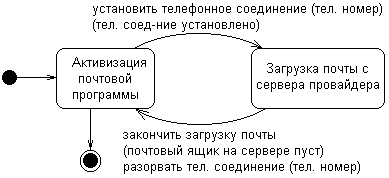 установить телефонное соединение (тел. номер)
(тел. соед-ние установлено)
Активизация
почтовой
программы
Загрузка почты с
сервера провайдера
закончить загрузку почты
(почтовый ящик на сервере пуст)
разорвать тел. соединение (тел. номер)